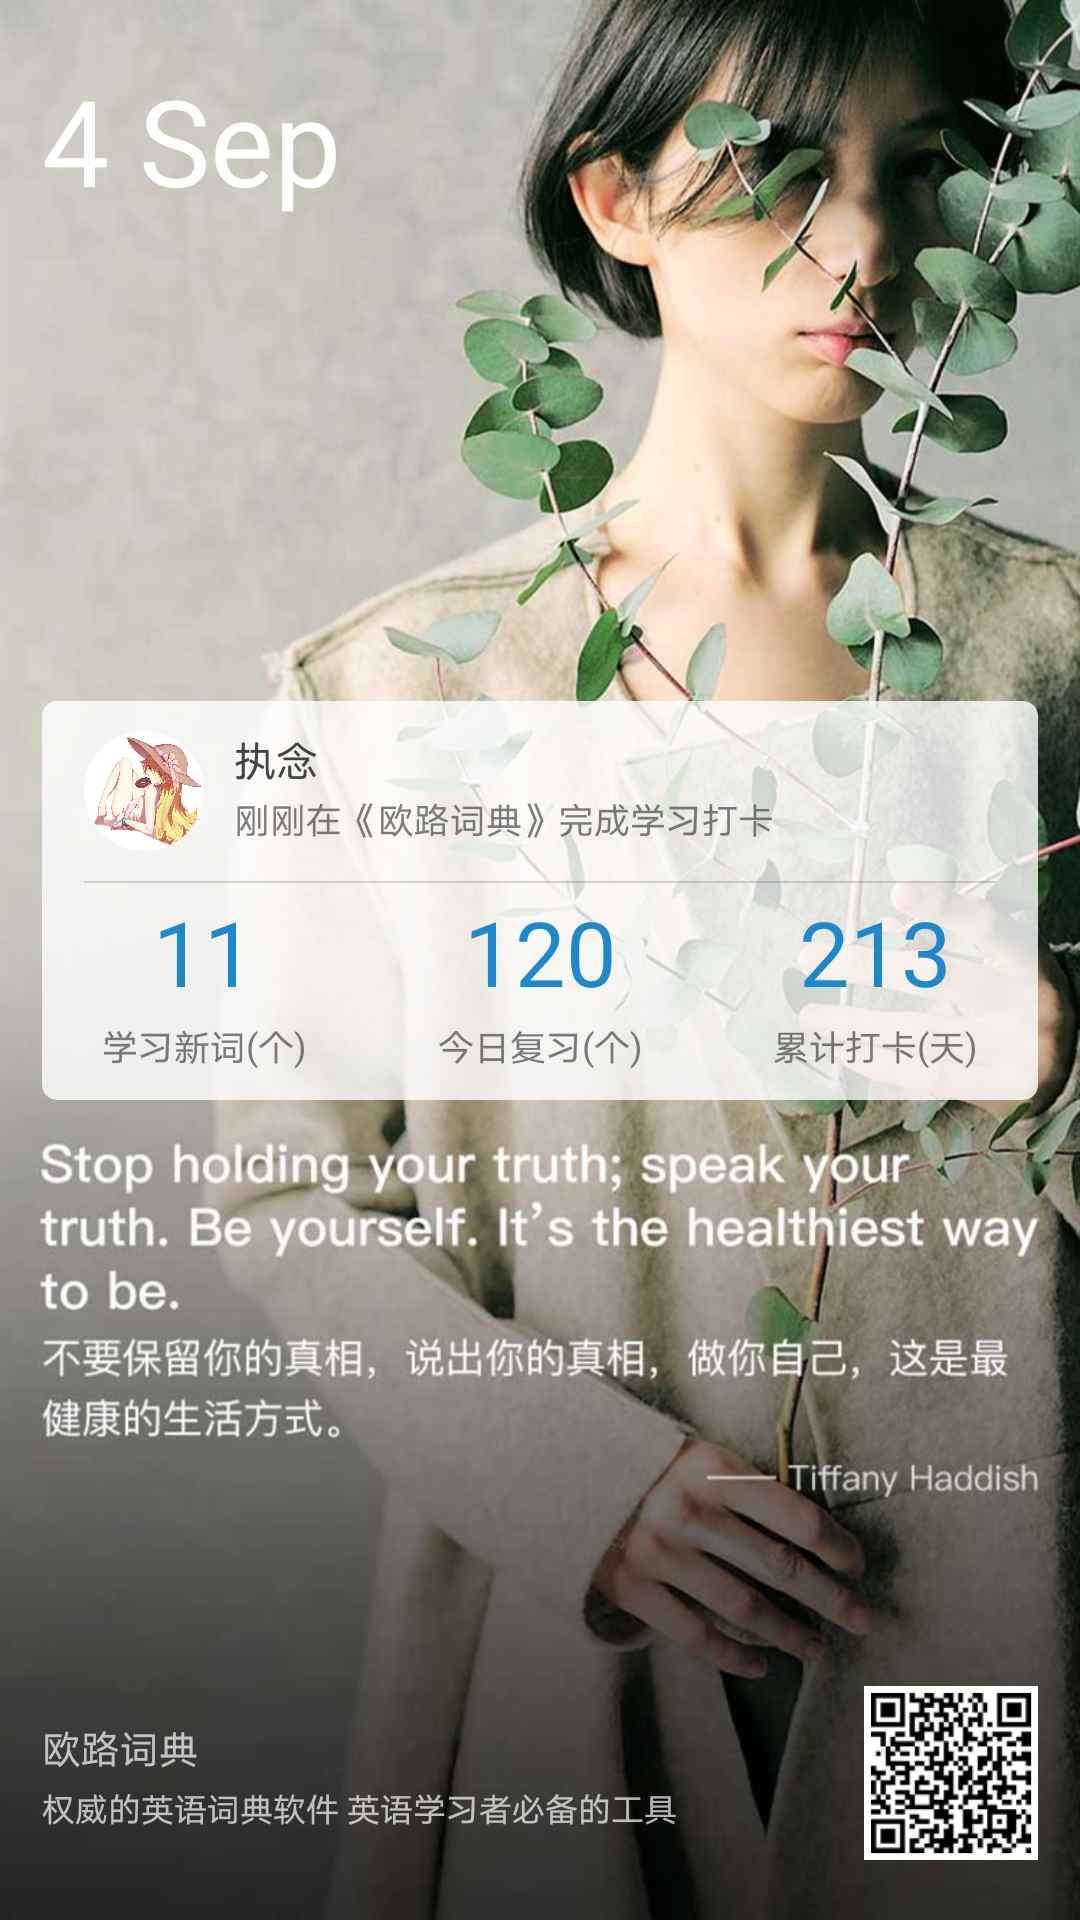 4 Sep
执念
刚刚在《欧路词典》完成学习打卡
11 120 213
学习新词(个) 今日复习(个) 累计打卡(天)
Stop holding your truth; speak your
truth. Be yourself. It’s the healthiest way
to be.
不要保留你的真相，说出你的真相，做你自己，这是最
健康的生活方式。
—— Tiffany Haddish
欧路词典
权威的英语词典软件 英语学习者必备的工具